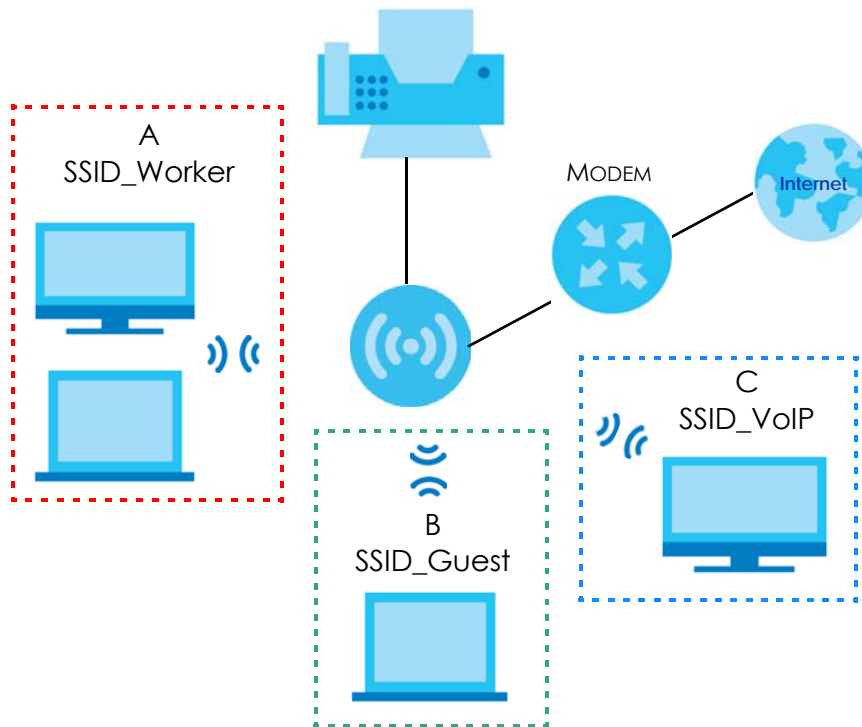 A
SSID_Worker
MODEM
Internet
C
SSID_VoIP
B
SSID_Guest